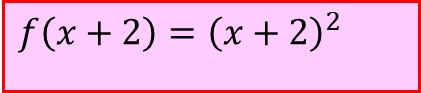 f(x + 2) = (x + 2)²